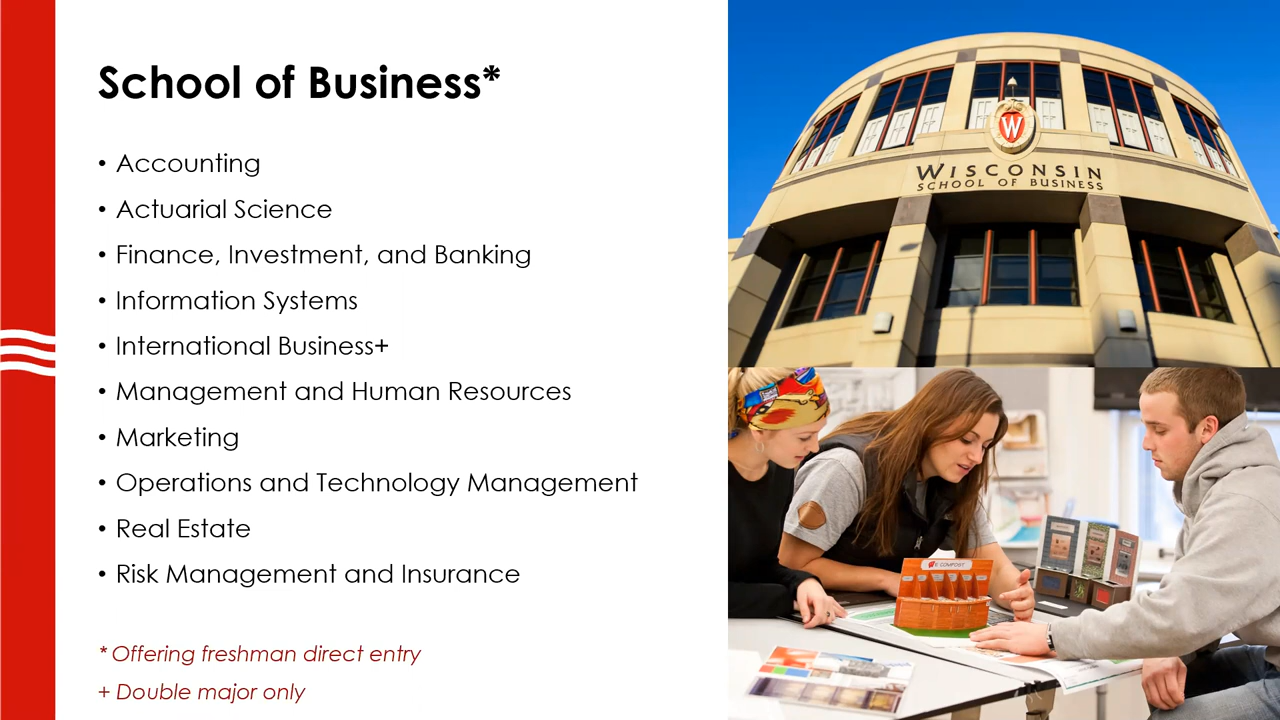 School of Business*
• Accounting
• Actuarial Science
• Finance, Investment, and Banking
• Information Systems
• International Business+
• Management and Human Resources
• Marketing
• Operations and Technology Management
• Real Estate
• Risk Management and Insurance
* Offering freshman direct entry
+ Double major only
W
WISCONSIN
SCHOOL OF BUSINESS
COMPOST